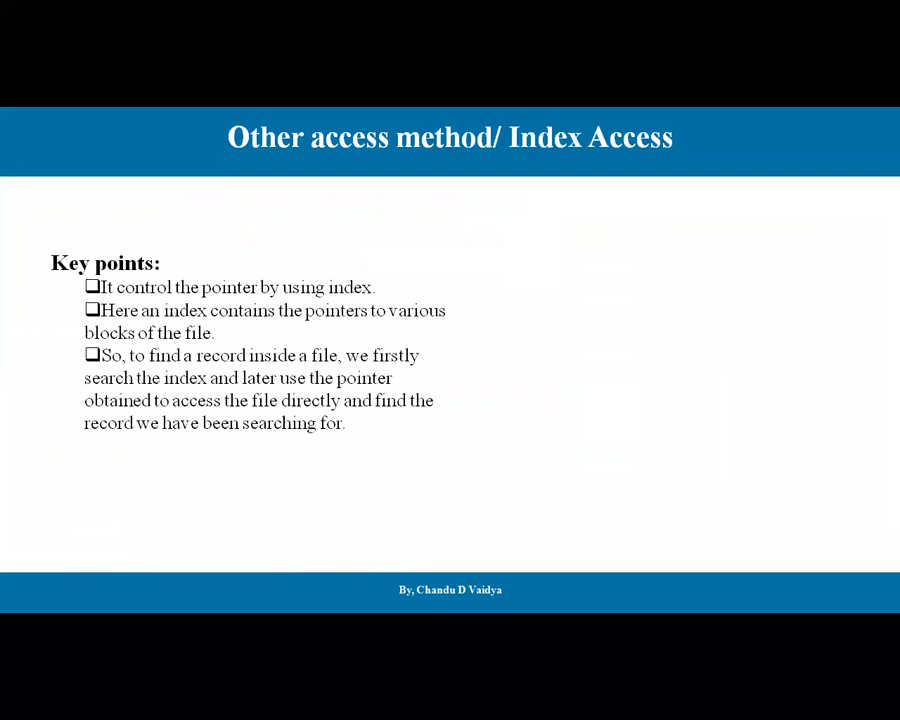 Other access method/ Index Access
Key points:
❑It control the pointer by using index.
❑Here an index contains the pointers to various
blocks of the file.
❑So, to find a record inside a file, we firstly
search the index and later use the pointer
obtained to access the file directly and find the
record we have been searching for.
By, Chandu D Vaidya